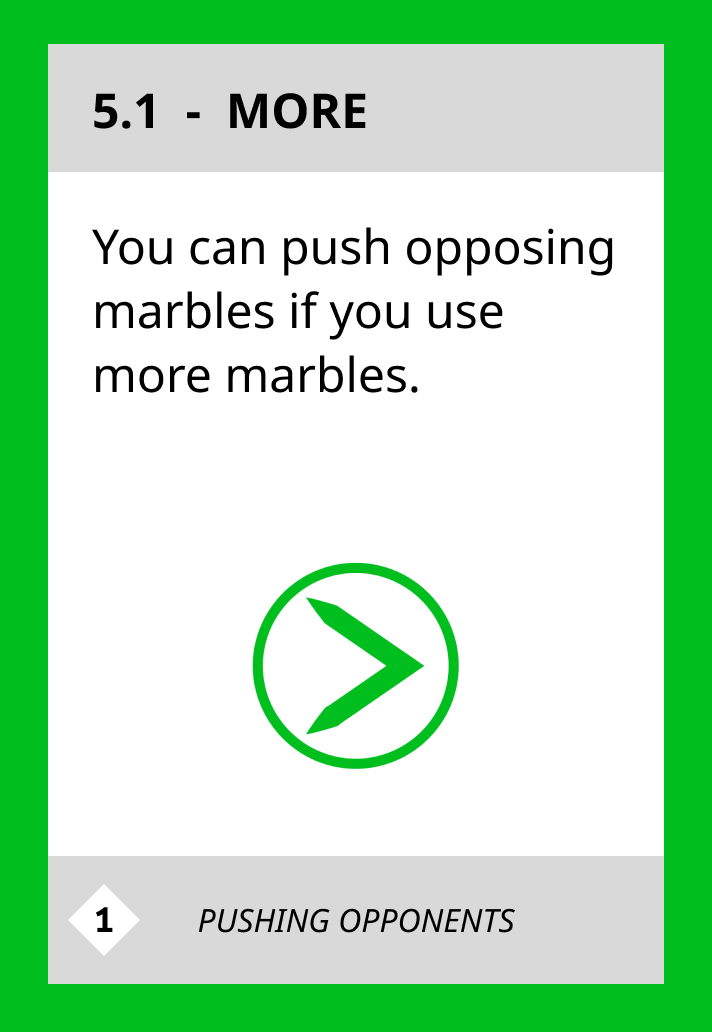 5.1 - MORE
You can push opposing
marbles if you use
more marbles.
1
PUSHING OPPONENTS